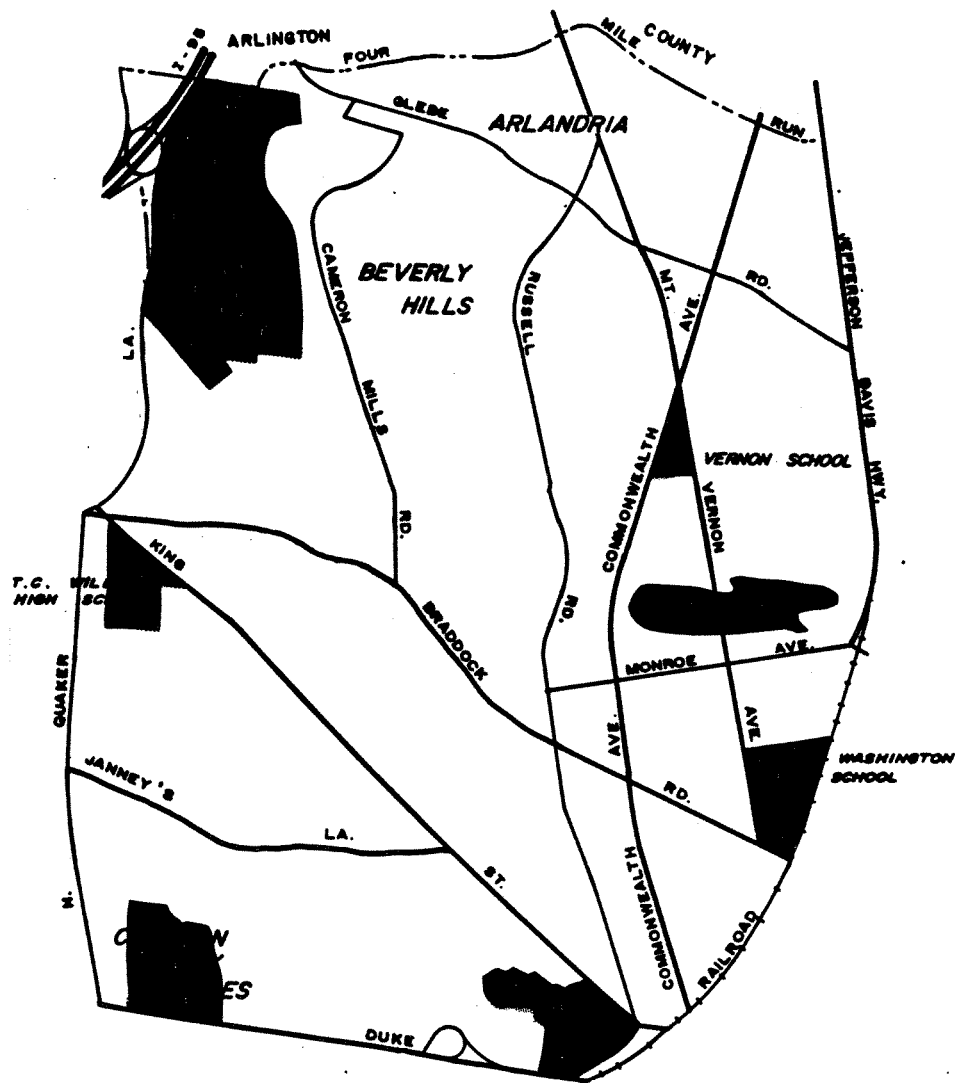 I-95
ARLINGTON
FOUR
MILE
COUNTY
RUN
GLEBE
ARLANDRIA
RD.
JEFFERSON
DAVIS
HWY.
BEVERLY
HILLS
CAMERON
MILLS
RD.
RUSSELL
RD.
MT.
VERNON
AVE.
AVE.
COMMONWEALTH
VERNON SCHOOL
LA.
KING
T.C.
HIGH
BRADDOCK
MONROE
AVE.
QUAKER
AVE.
WASHINGTON
SCHOOL
JANNEY'S
LA.
RD.
ST.
N.
COMMONWEALTH
RAILROAD
DUKE